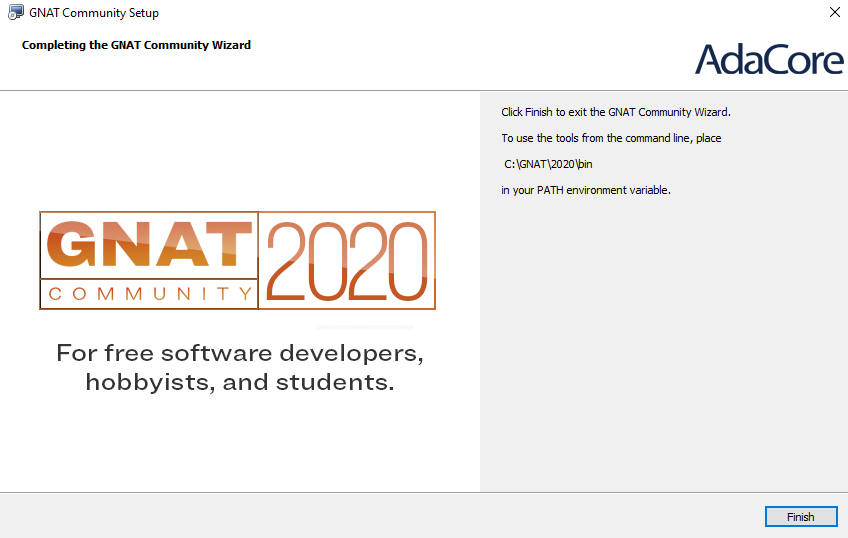 GNAT Community Setup
Completing the GNAT Community Wizard
AdaCore
Click Finish to exit the GNAT Community Wizard.
To use the tools from the command line, place
C:\GNAT\2020\bin
in your PATH environment variable.
GNAT 2020
COMMUNITY
For free software developers,
hobbyists, and students.
Finish